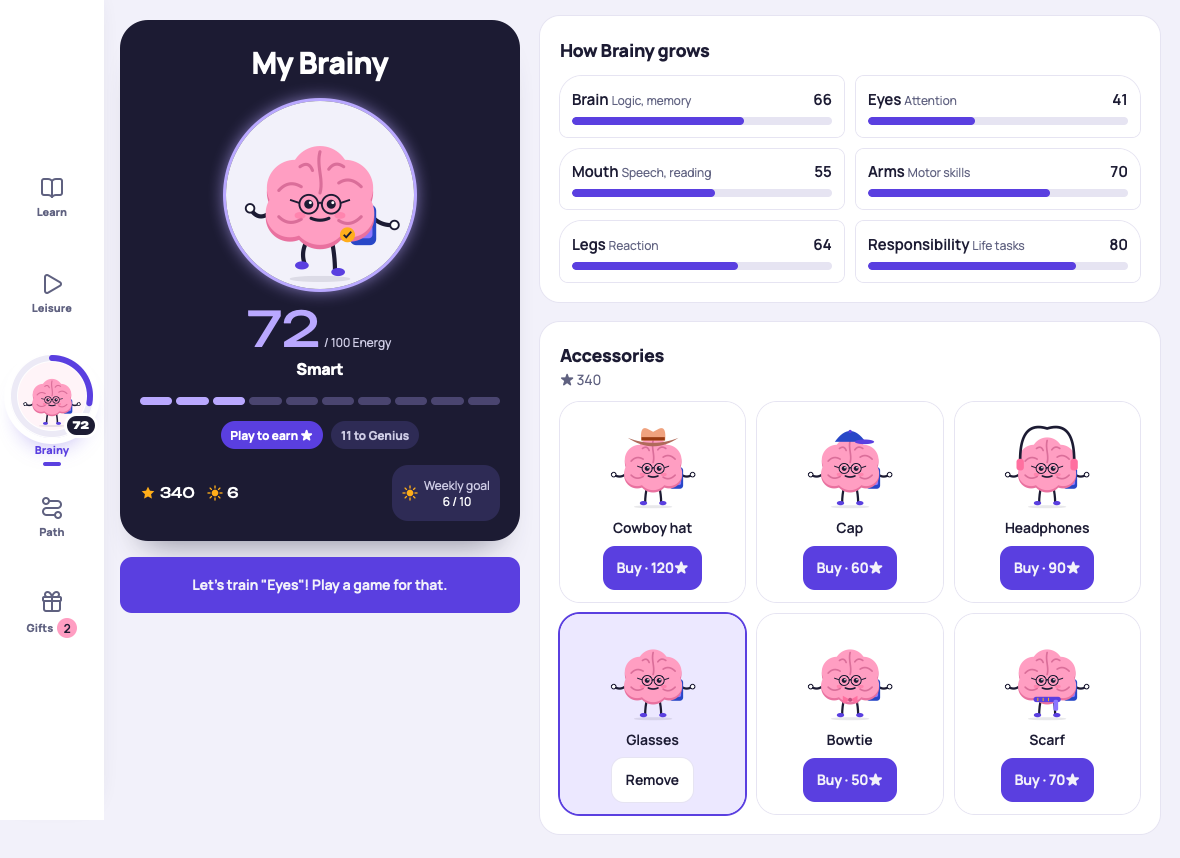 Learn
Leisure
72
Brainy
Path
Gifts 2
My Brainy
72 / 100 Energy
Smart
Play to earn
11 to Genius
340 6
Weekly goal
6 / 10
Let's train "Eyes"! Play a game for that.
How Brainy grows
Brain Logic, memory 66
Eyes Attention 41
Mouth Speech, reading 55
Arms Motor skills 70
Legs Reaction 64
Responsibility Life tasks 80
Accessories
340
Cowboy hat
Buy · 120
Cap
Buy · 60
Headphones
Buy · 90
Glasses
Remove
Bowtie
Buy · 50
Scarf
Buy · 70